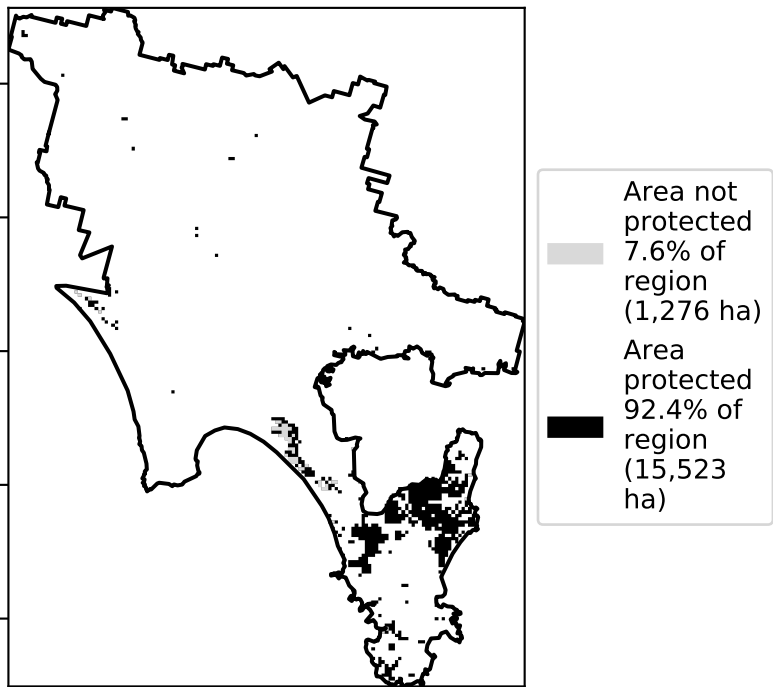 Area not
protected
7.6% of
region
(1,276 ha)
Area
protected
92.4% of
region
(15,523
ha)